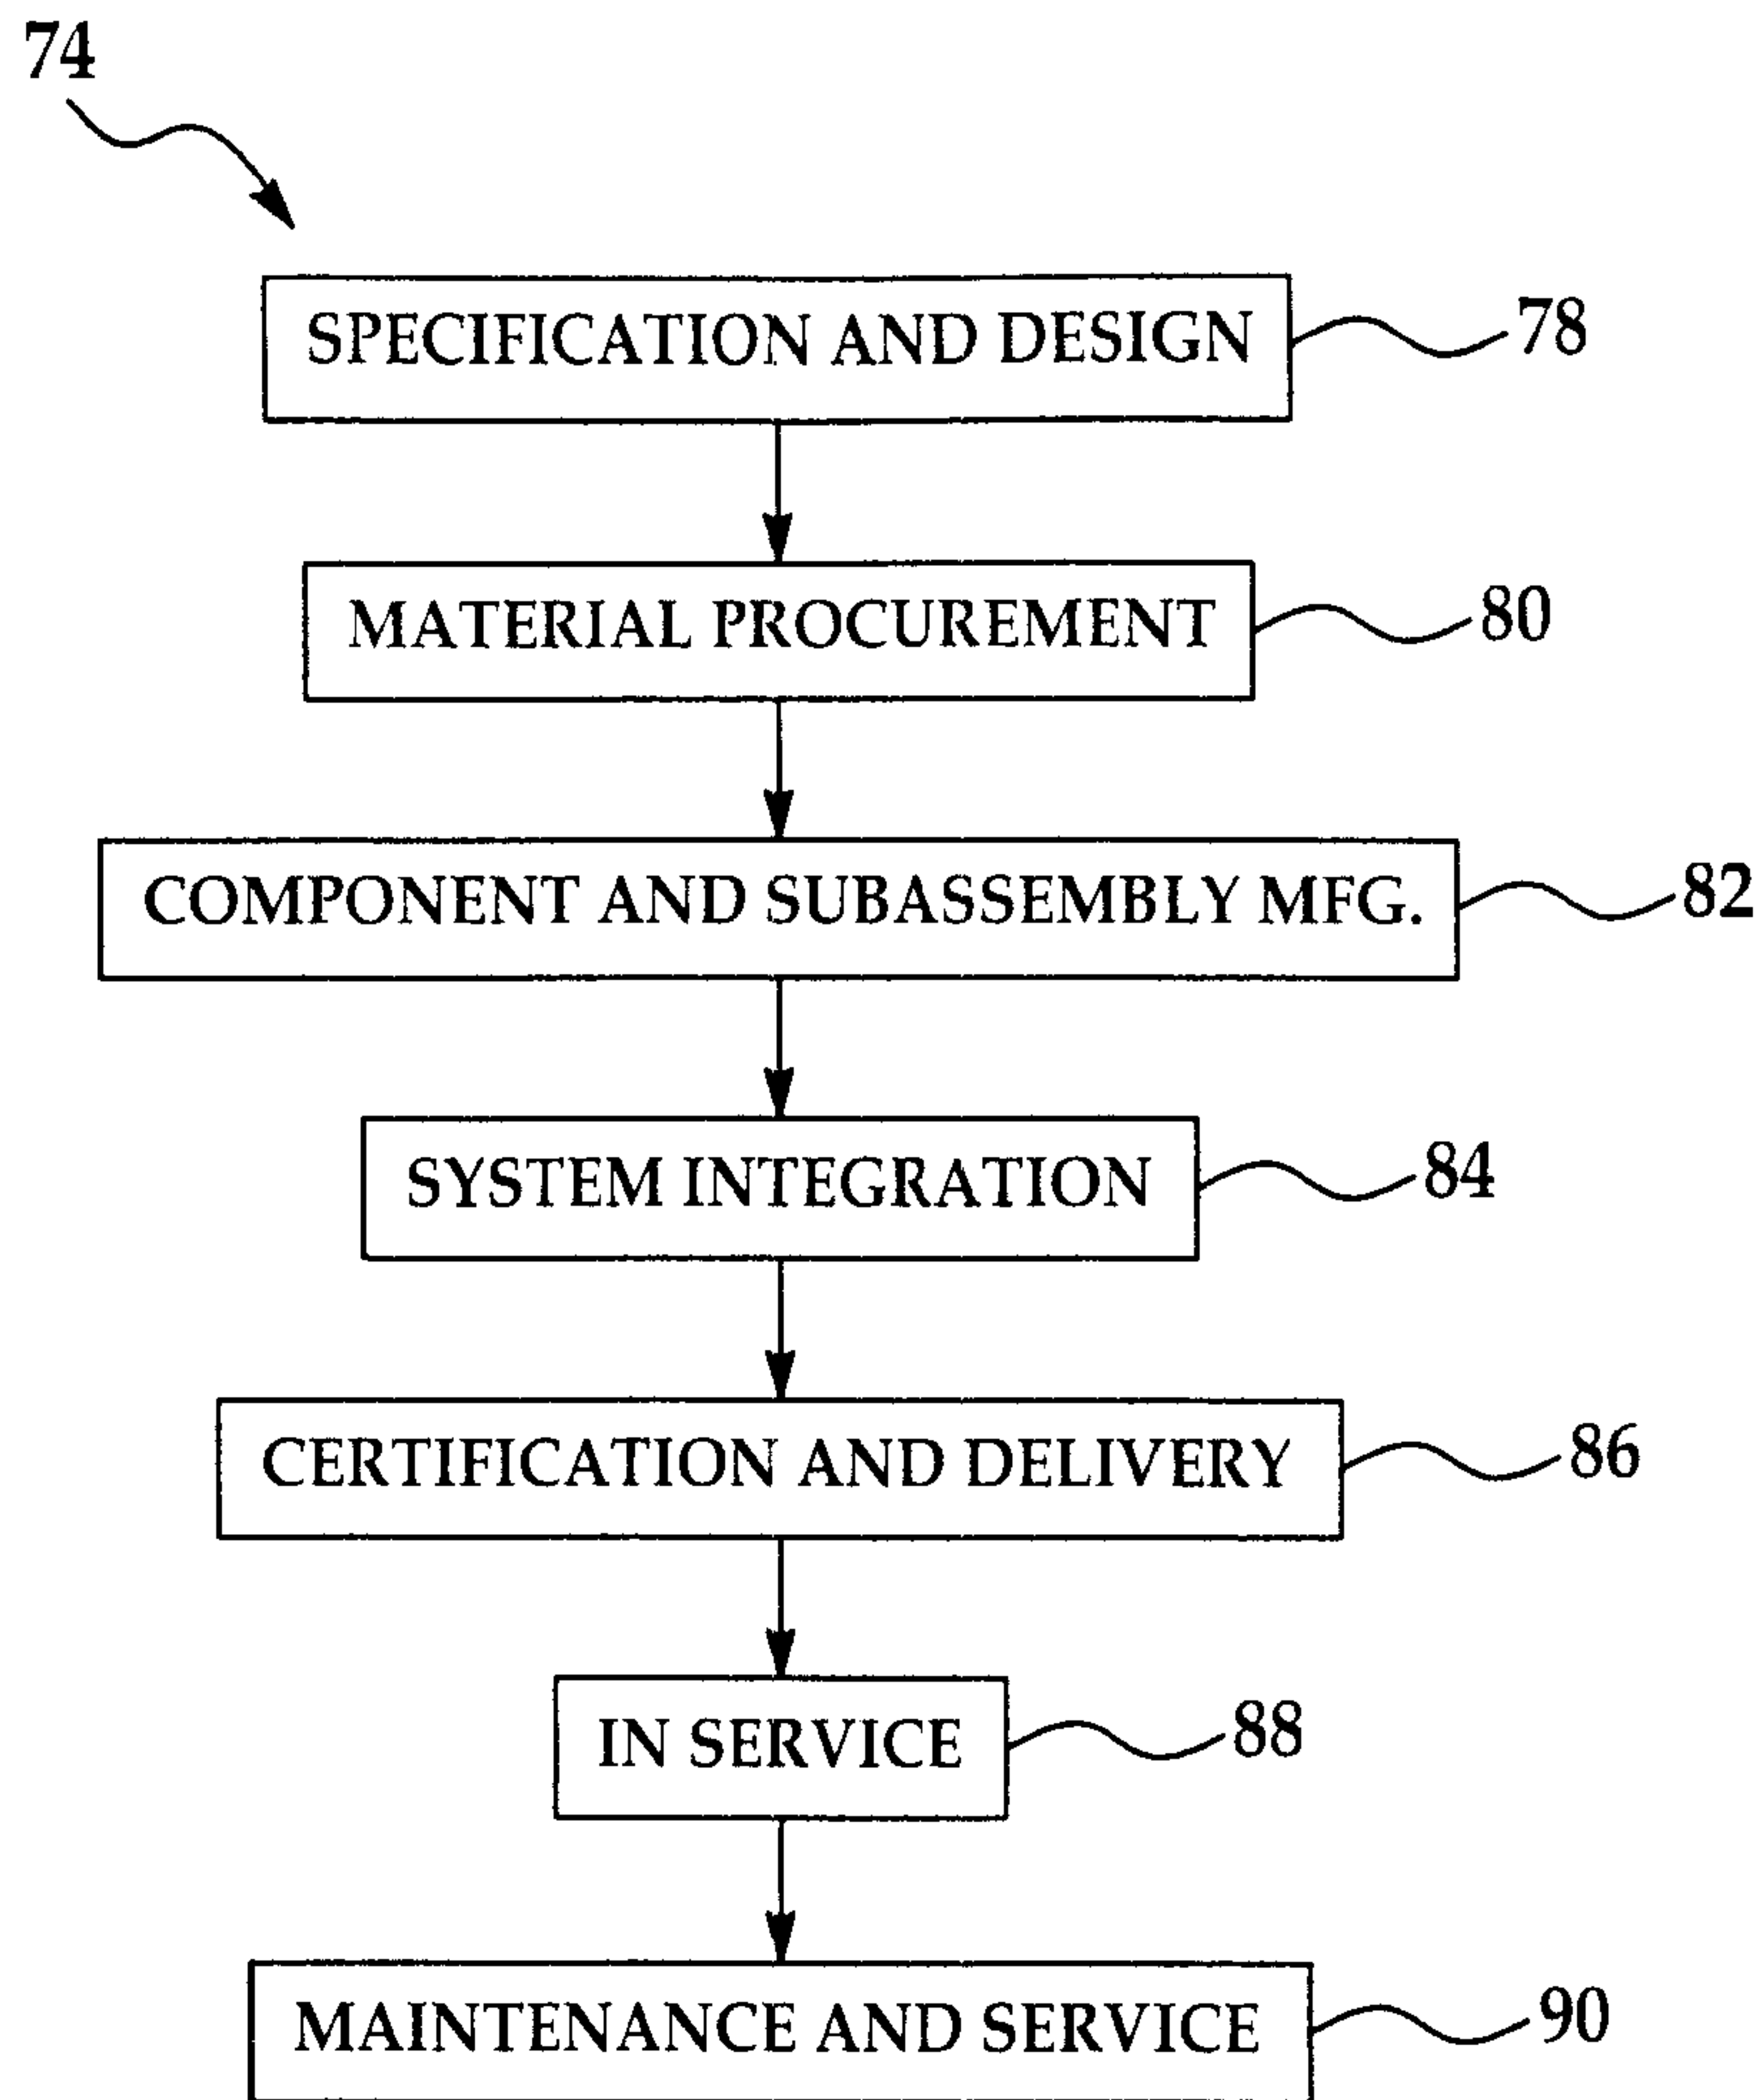 74
SPECIFICATION AND DESIGN 78
MATERIAL PROCUREMENT 80
COMPONENT AND SUBASSEMBLY MFG. 82
SYSTEM INTEGRATION 84
CERTIFICATION AND DELIVERY 86
IN SERVICE 88
MAINTENANCE AND SERVICE 90